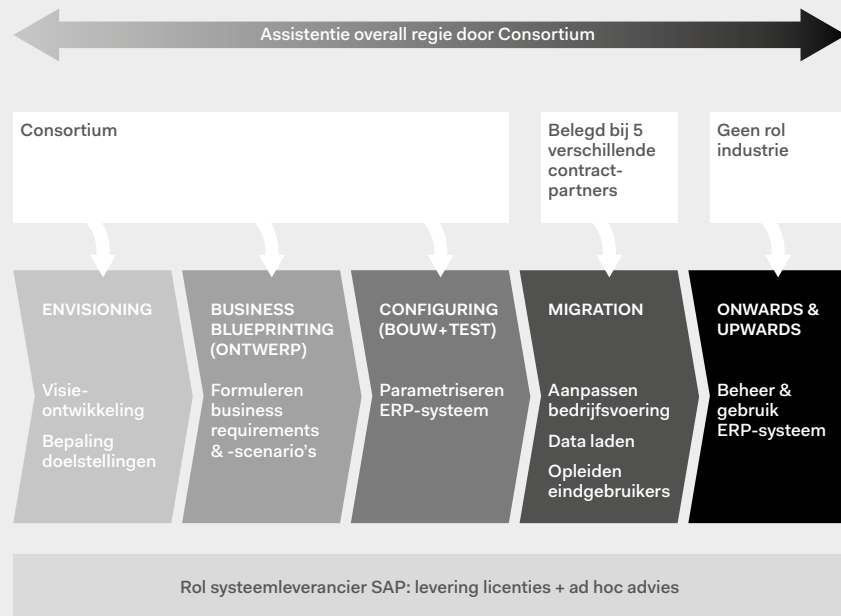 Assistentie overall regie door Consortium
Consortium
Belegd bij 5
verschillende
contract-
partners
Geen rol
industrie
ENVISIONING
Visie-
ontwikkeling
Bepaling
doelstellingen
BUSINESS
BLUEPRINTING
(ONTWERP)
Formuleren
business
requirements
& -scenario's
CONFIGURING
(BOUW+TEST)
Parametriseren
ERP-systeem
MIGRATION
Aanpassen
bedrijfsvoering
Data laden
Opleiden
eindgebruikers
ONWARDS &
UPWARDS
Beheer &
gebruik
ERP-systeem
Rol systeemleverancier SAP: levering licenties + ad hoc advies